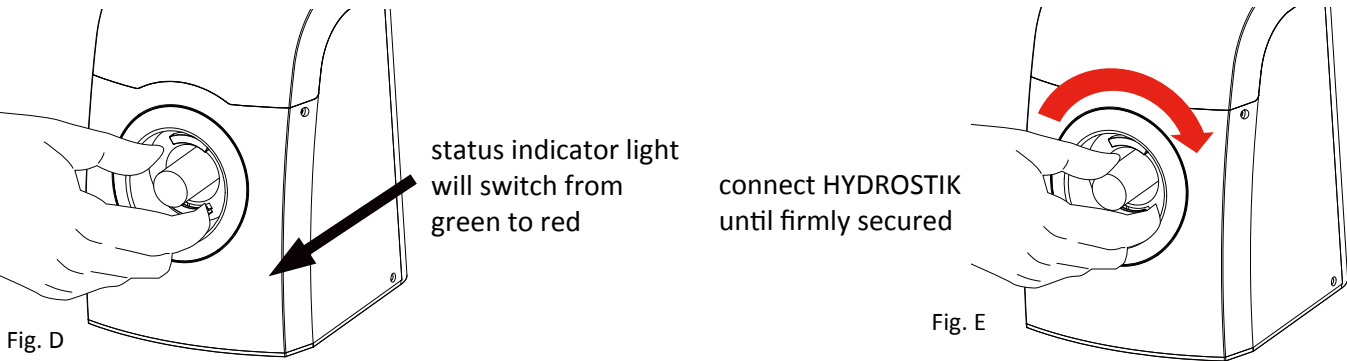 status indicator light
will switch from
green to red
Fig. D
connect HYDROSTIK
until firmly secured
Fig. E